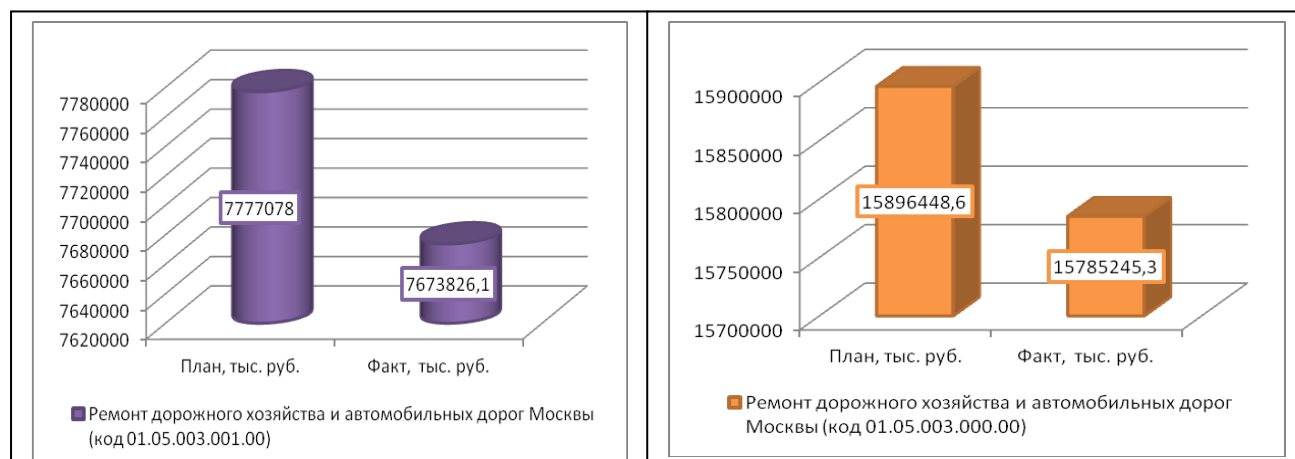 7780000
7760000
7740000
7720000
7700000
7680000
7660000
7640000
7620000
7777078
7673826,1
План, тыс. руб.
Факт, тыс. руб.
Ремонт дорожного хозяйства и автомобильных дорог Москвы
(код 01.05.003.001.00)
15900000
15850000
15800000
15750000
15700000
15896448,6
15785245,3
План, тыс. руб.
Факт, тыс. руб.
Ремонт дорожного хозяйства и автомобильных дорог
Москвы (код 01.05.003.000.00)